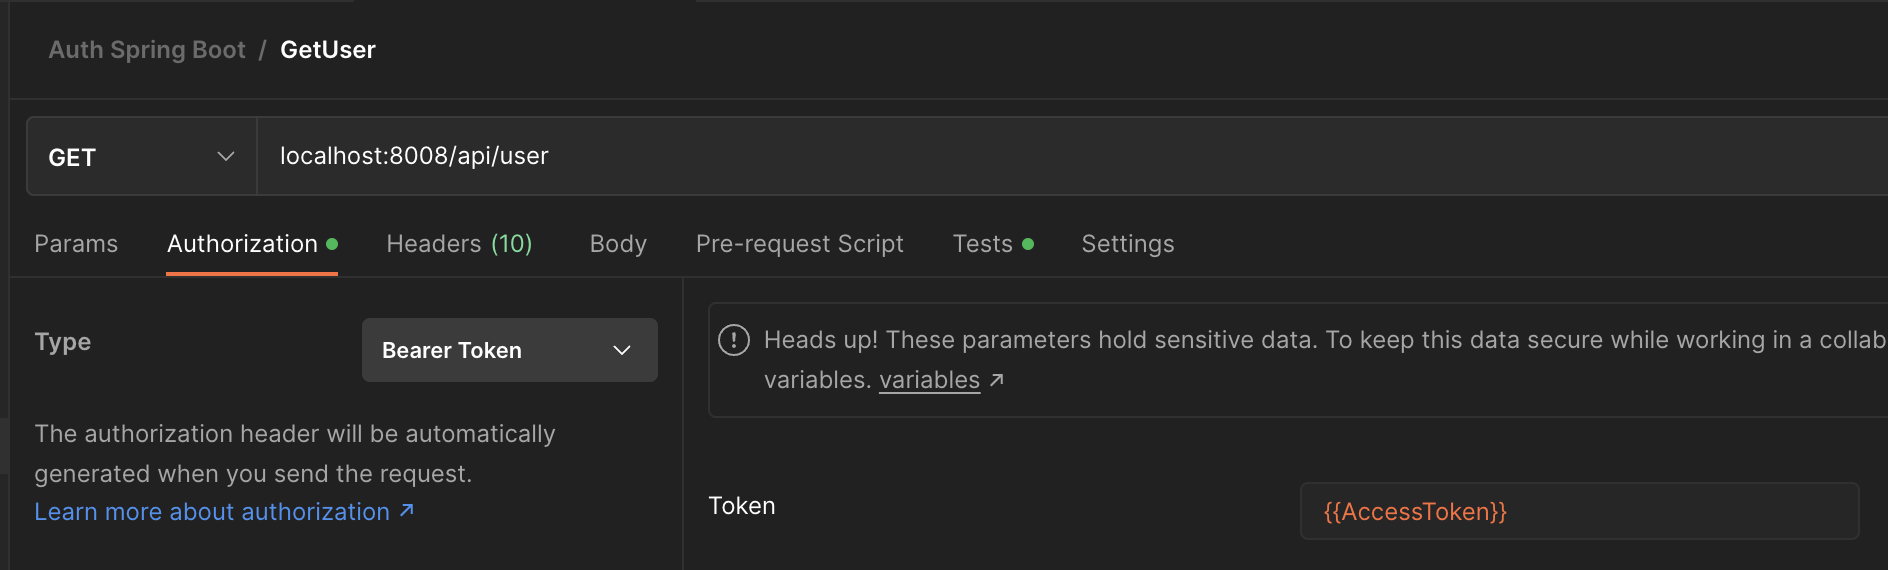 Auth Spring Boot / GetUser
GET
localhost:8008/api/user
Params Authorization Headers (10) Body Pre-request Script Tests Settings
Type
Bearer Token
The authorization header will be automatically
generated when you send the request.
Learn more about authorization ↗
! Heads up! These parameters hold sensitive data. To keep this data secure while working in a collab
variables. variables ↗
Token
{{AccessToken}}